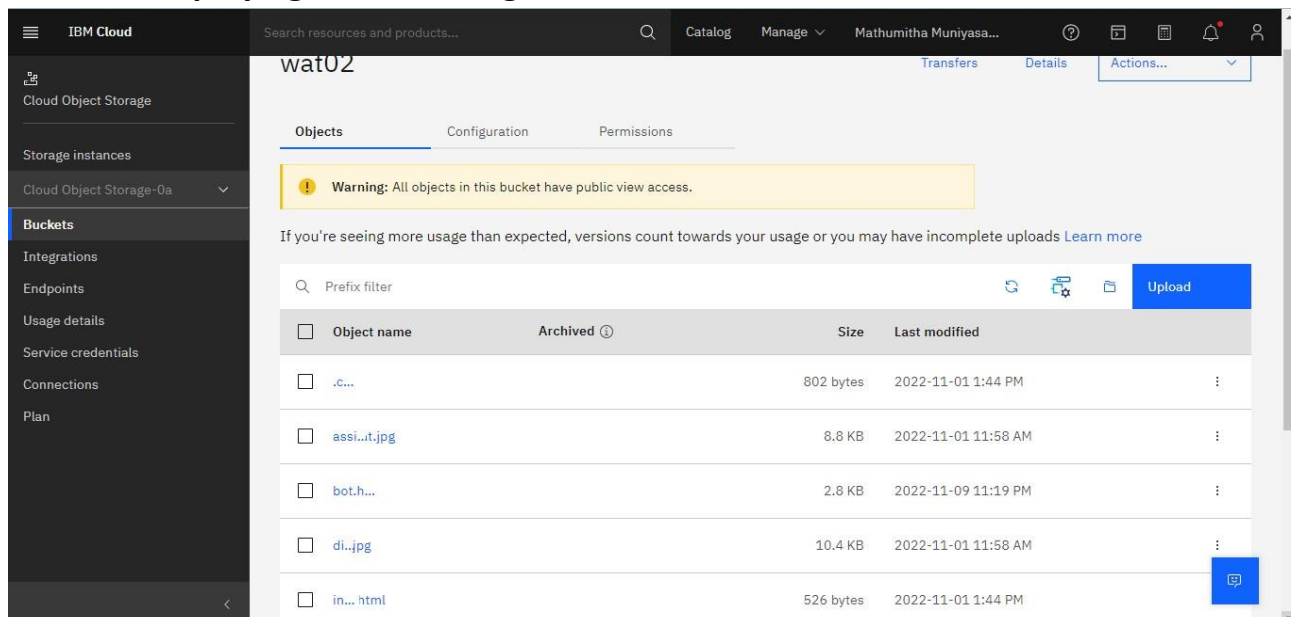 IBM Cloud
Search resources and products...
Catalog
Manage
Mathumitha Muniyasa...
Cloud Object Storage
Storage instances
Cloud Object Storage-0a
Buckets
Integrations
Endpoints
Usage details
Service credentials
Connections
Plan
wat02
Transfers
Details
Actions...
Objects
Configuration
Permissions
Warning: All objects in this bucket have public view access.
If you're seeing more usage than expected, versions count towards your usage or you may have incomplete uploads Learn more
Prefix filter
Upload
Object name Archived Size Last modified
.c... 802 bytes 2022-11-01 1:44 PM
assi...t.jpg 8.8 KB 2022-11-01 11:58 AM
bot.h... 2.8 KB 2022-11-09 11:19 PM
di...jpg 10.4 KB 2022-11-01 11:58 AM
in... html 526 bytes 2022-11-01 1:44 PM